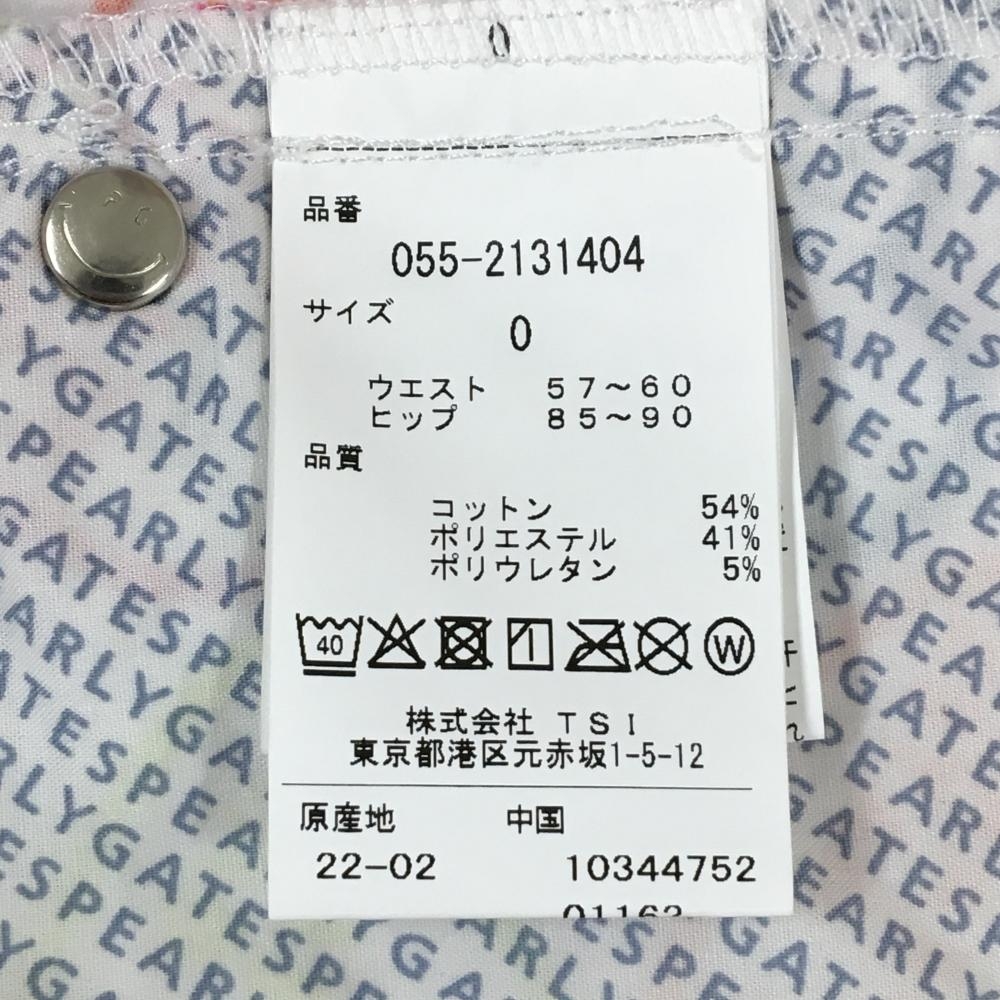 0
品番
055-2131404
サイズ
0
ウエスト 57～60
ヒップ 85～90
品質
コットン 54%
ポリエステル 41%
ポリウレタン 5%
40
W
株式会社 TSI
東京都港区元赤坂1-5-12
原産地 中国
22-02 10344752
PEARLYGATES